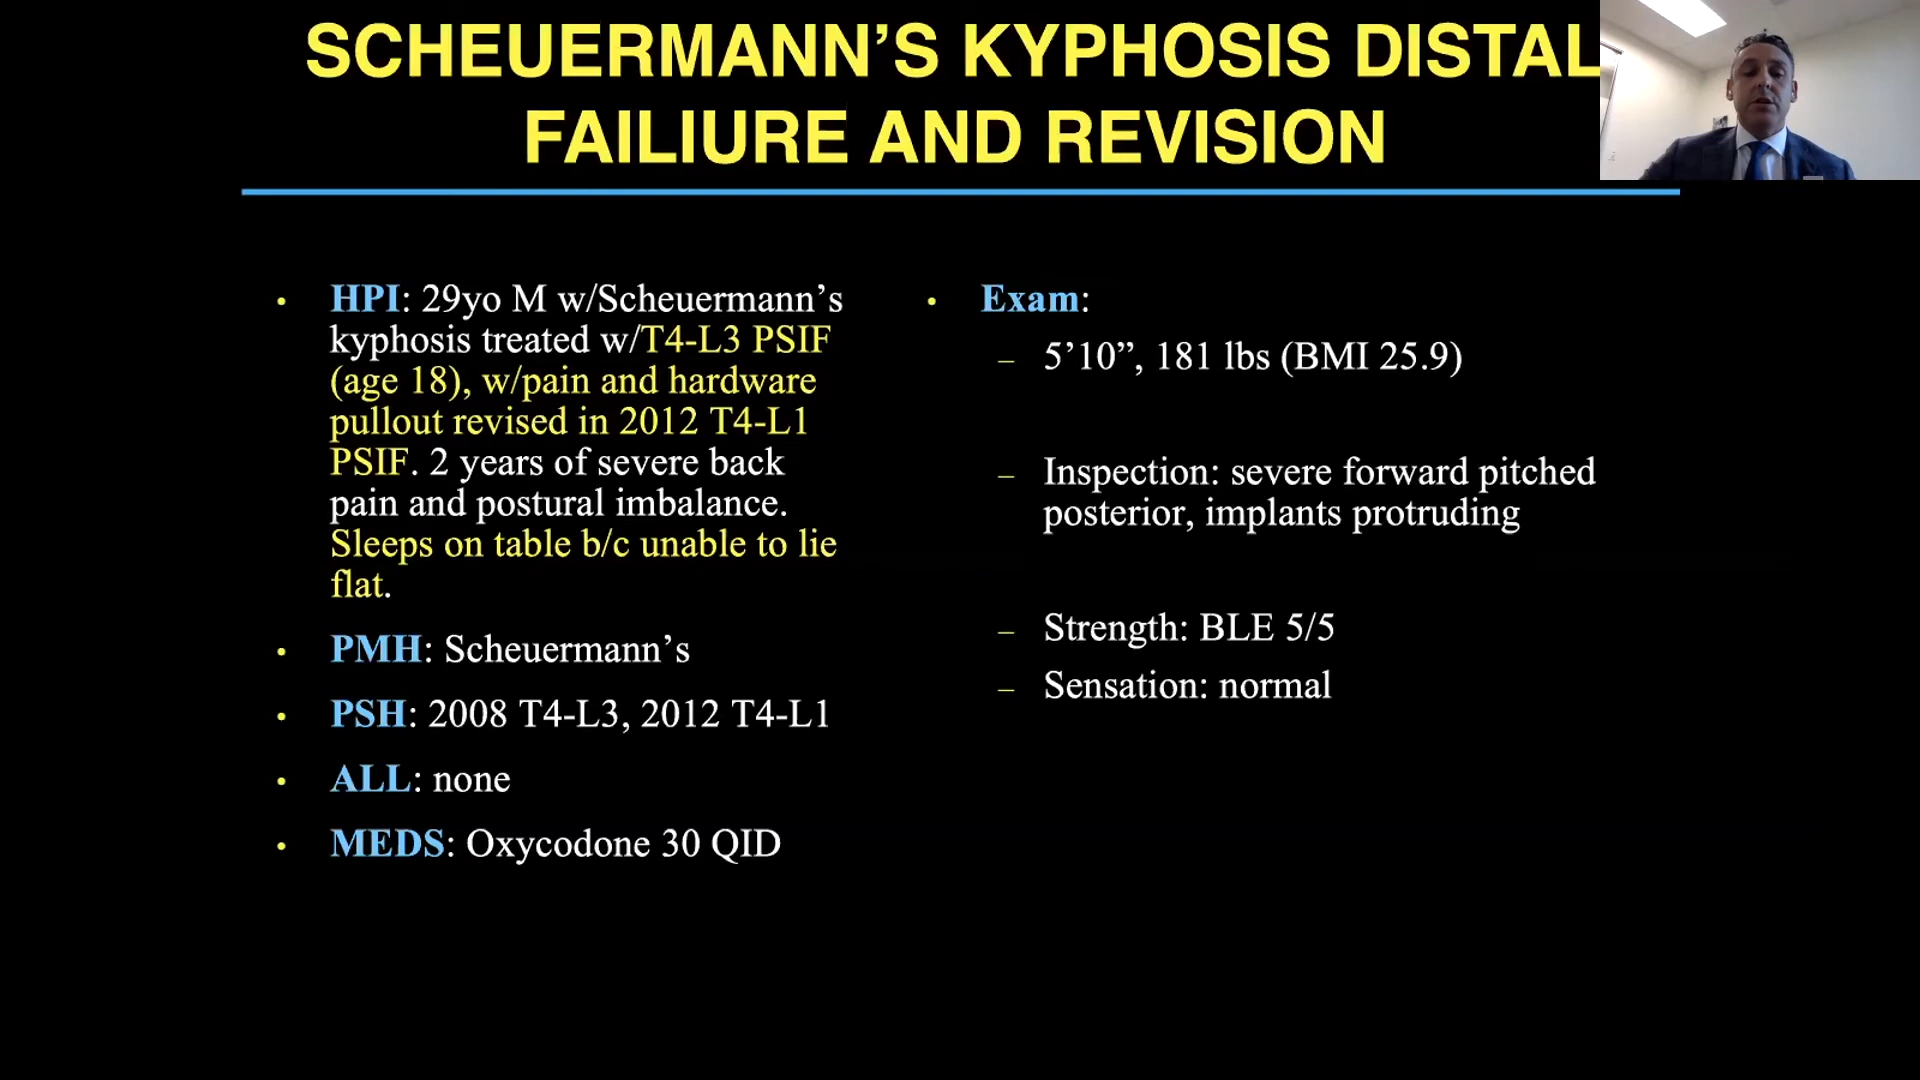 SCHEUERMANN’S KYPHOSIS DISTAL
FAILIURE AND REVISION
• HPI: 29yo M w/Scheuermann’s
kyphosis treated w/T4-L3 PSIF
(age 18), w/pain and hardware
pullout revised in 2012 T4-L1
PSIF. 2 years of severe back
pain and postural imbalance.
Sleeps on table b/c unable to lie
flat.
• PMH: Scheuermann’s
• PSH: 2008 T4-L3, 2012 T4-L1
• ALL: none
• MEDS: Oxycodone 30 QID
• Exam:
– 5’10”, 181 lbs (BMI 25.9)
– Inspection: severe forward pitched
posterior, implants protruding
– Strength: BLE 5/5
– Sensation: normal